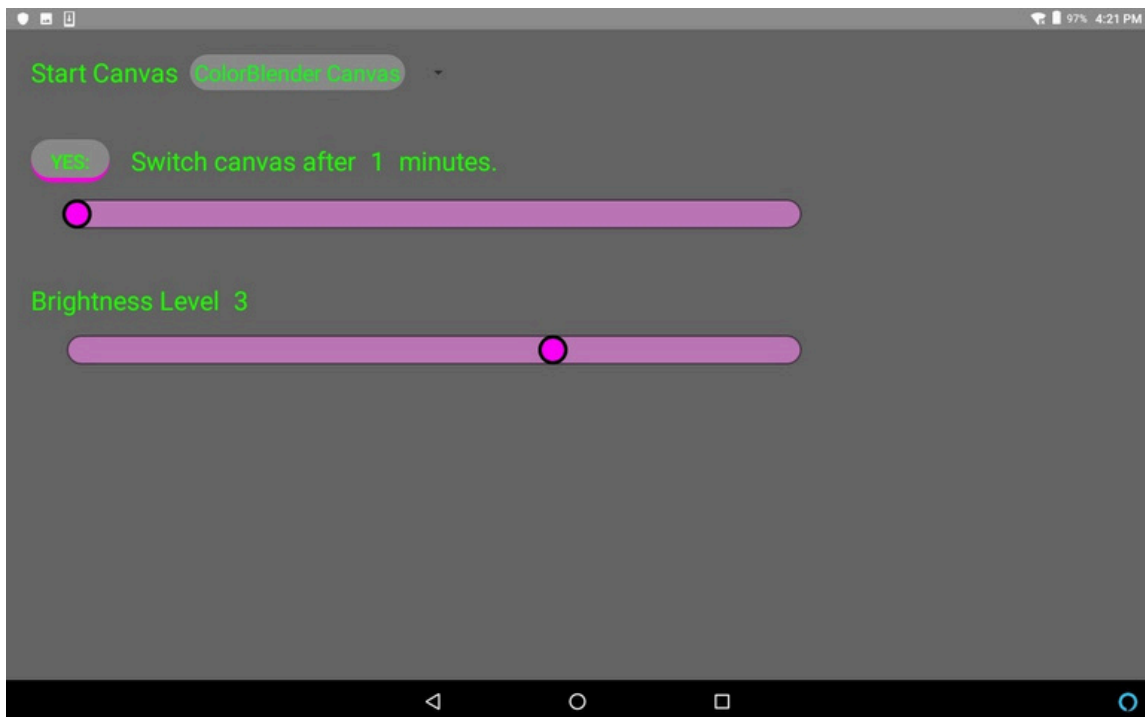 97% 4:21 PM
Start Canvas ColorBlender Canvas
YES: Switch canvas after 1 minutes.
Brightness Level 3